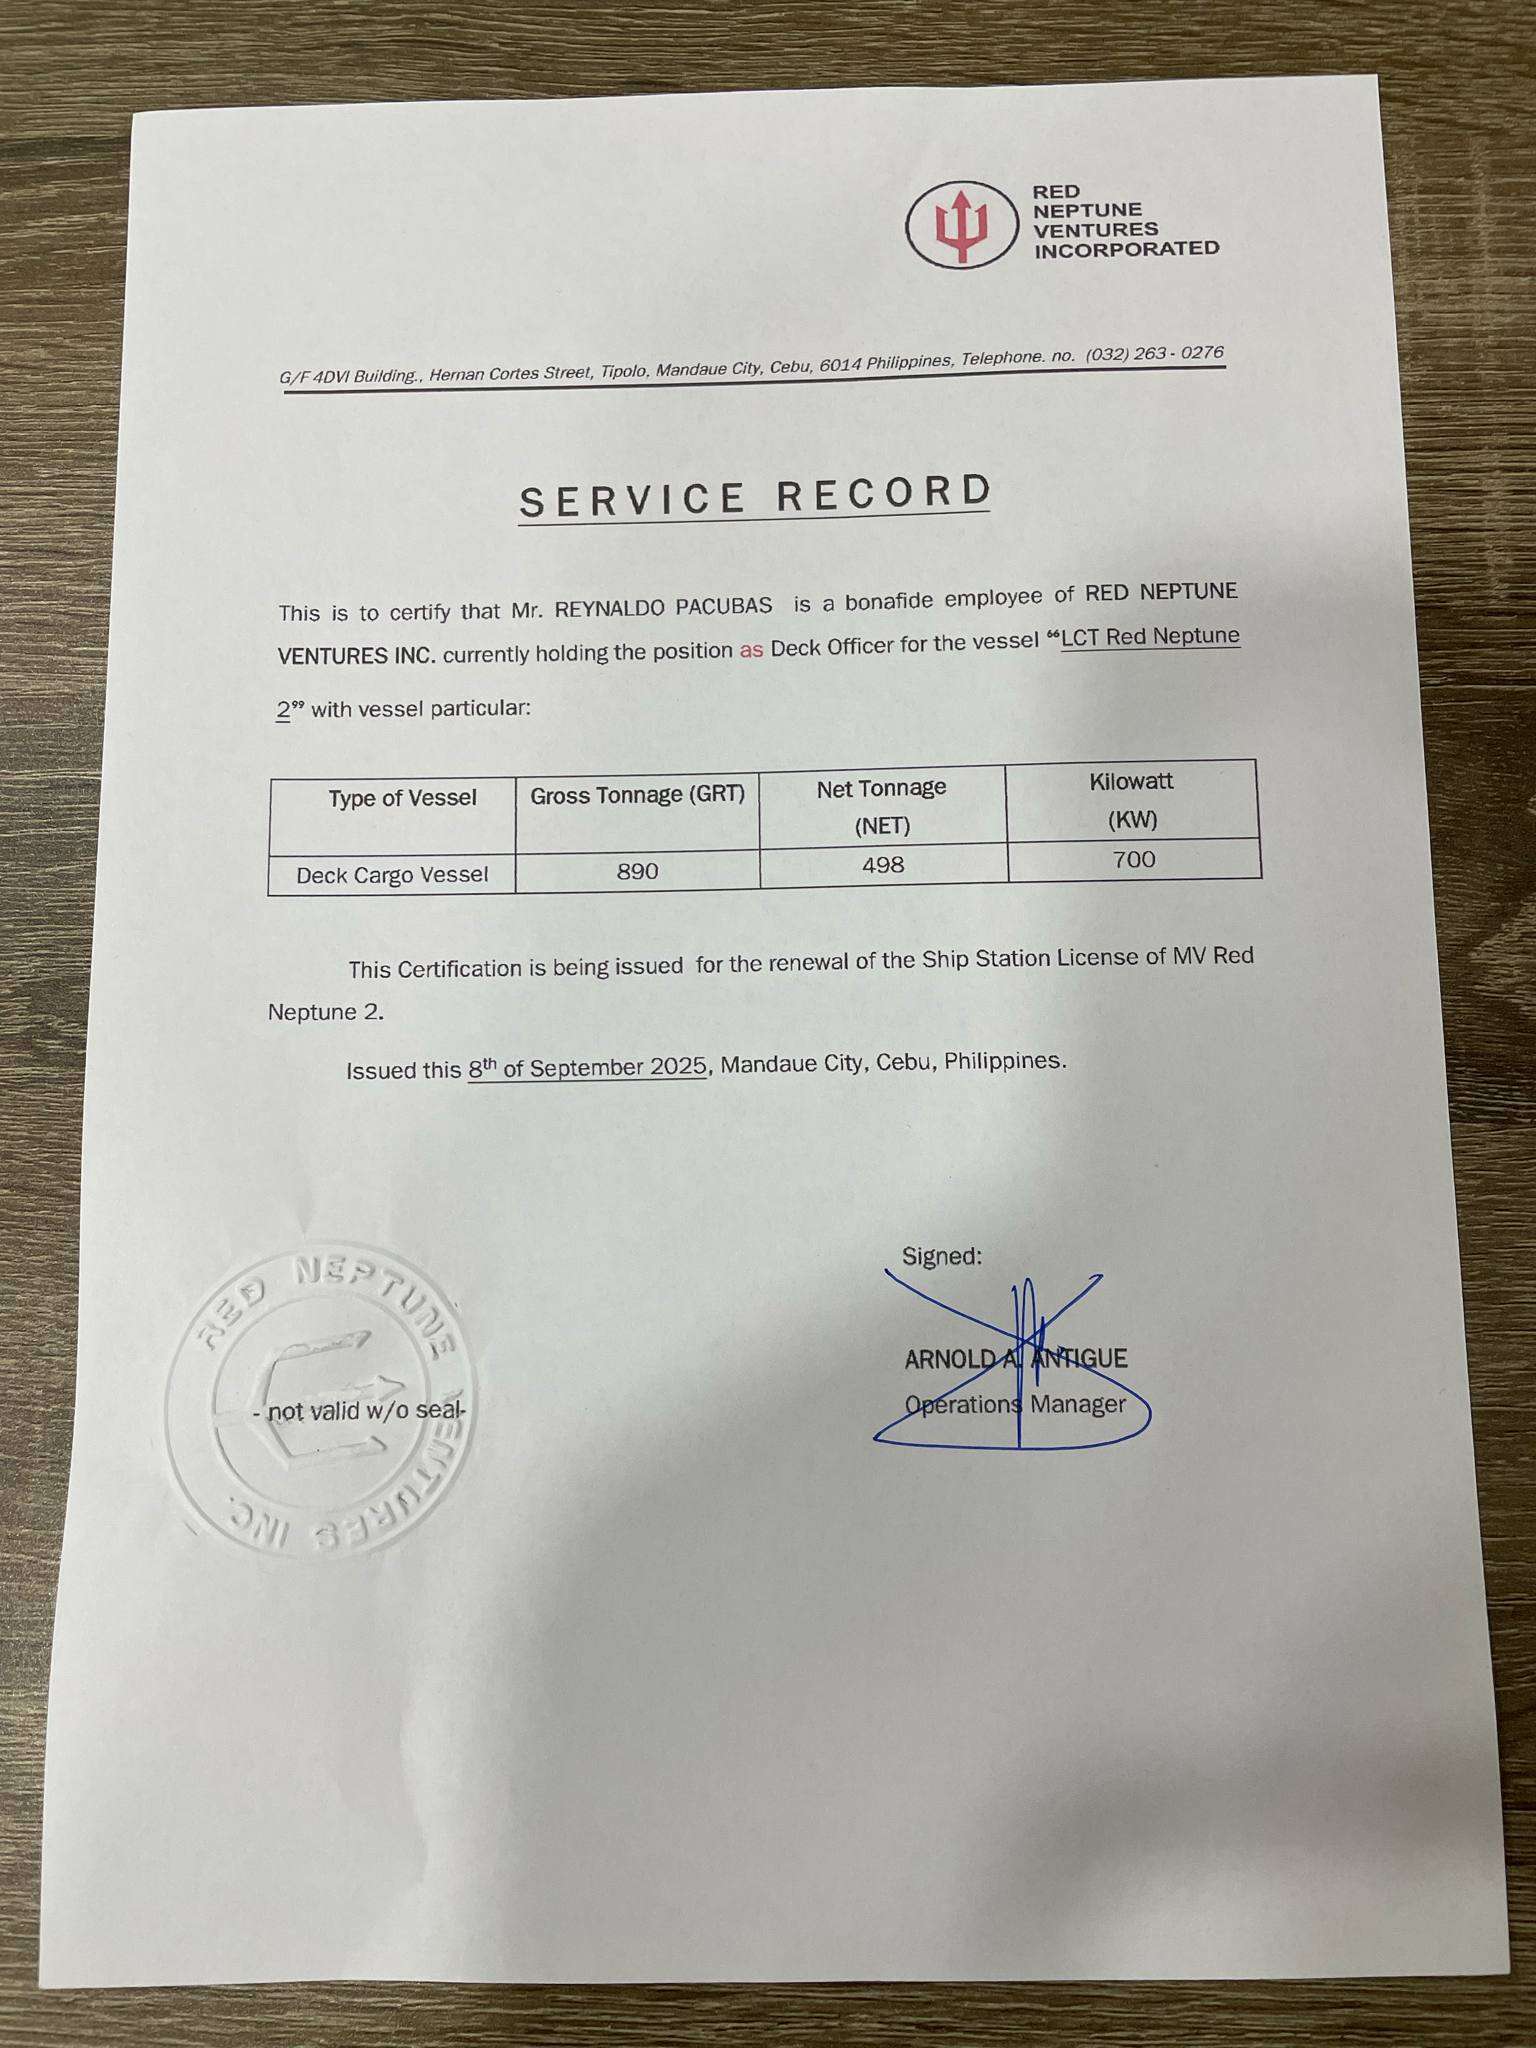 RED
NEPTUNE
VENTURES
INCORPORATED
G/F 4DVI Building., Hernan Cortes Street, Tipolo, Mandaue City, Cebu, 6014 Philippines, Telephone. no. (032) 263 - 0276
SERVICE RECORD
This is to certify that Mr. REYNALDO PACUBAS is a bonafide employee of RED NEPTUNE
VENTURES INC. currently holding the position as Deck Officer for the vessel “LCT Red Neptune
2” with vessel particular:
Type of Vessel Gross Tonnage (GRT) Net Tonnage (NET) Kilowatt (KW)
Deck Cargo Vessel 890 498 700
This Certification is being issued for the renewal of the Ship Station License of MV Red
Neptune 2.
Issued this 8th of September 2025, Mandaue City, Cebu, Philippines.
Signed:
ARNOLD A. ANTIGUE
Operations Manager
RED NEPTUNE VENTURES INC.
- not valid w/o seal-